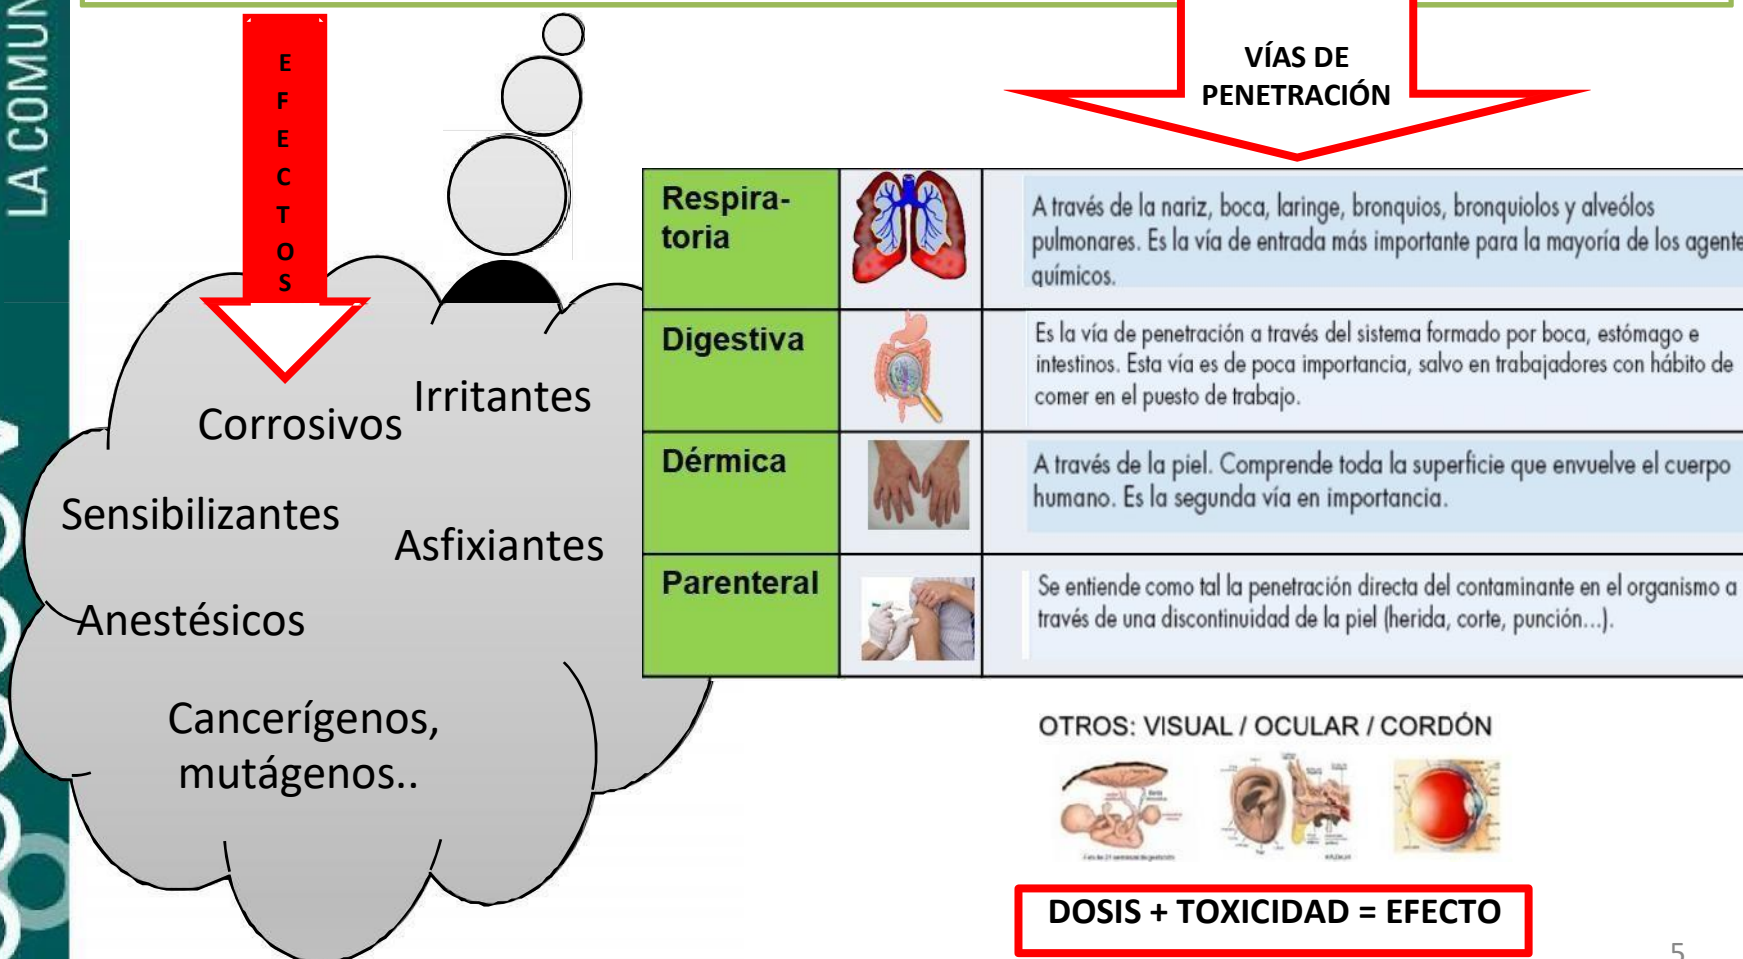 LA COMUN
E
F
E
C
T
O
S
VÍAS DE
PENETRACIÓN
Corrosivos
Irritantes
Sensibilizantes
Asfixiantes
Anestésicos
Cancerígenos,
mutágenos..
Respira-
toria
A través de la nariz, boca, laringe, bronquios, bronquiolos y alveólos
pulmonares. Es la vía de entrada más importante para la mayoría de los agente
químicos.
Digestiva
Es la vía de penetración a través del sistema formado por boca, estómago e
intestinos. Esta vía es de poca importancia, salvo en trabajadores con hábito de
comer en el puesto de trabajo.
Dérmica
A través de la piel. Comprende toda la superficie que envuelve el cuerpo
humano. Es la segunda vía en importancia.
Parenteral
Se entiende como tal la penetración directa del contaminante en el organismo a
través de una discontinuidad de la piel (herida, corte, punción...).
OTROS: VISUAL / OCULAR / CORDÓN
DOSIS + TOXICIDAD = EFECTO
5